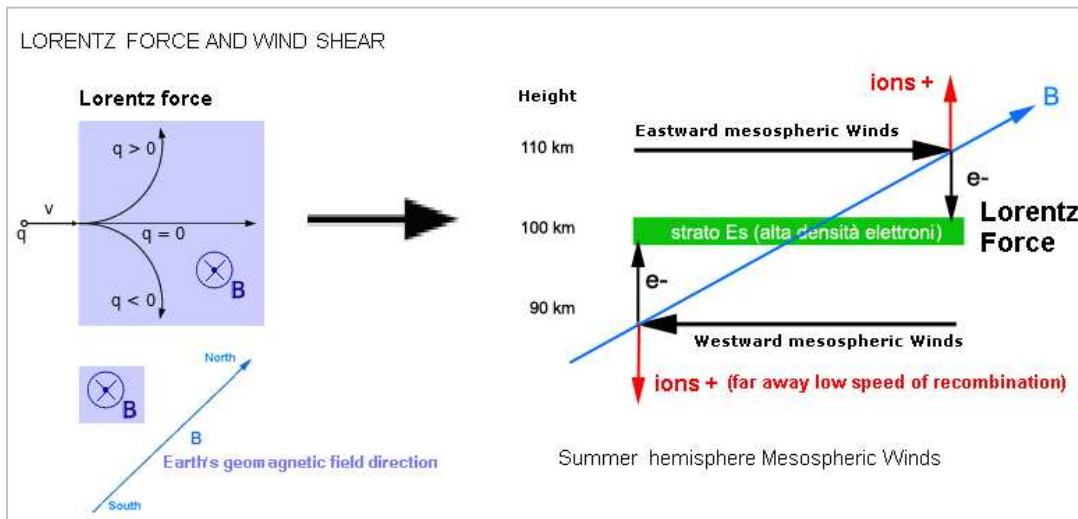 LORENTZ FORCE AND WIND SHEAR
Lorentz force
q > 0
v
q
q = 0
q < 0
B
B
North
B
Earth's geomagnetic field direction
South
Height
ions +
B
Eastward mesospheric Winds
110 km
e-
Lorentz
Force
100 km
strato Es (alta densità elettroni)
e-
90 km
Westward mesospheric Winds
ions + (far away low speed of recombination)
Summer hemisphere Mesospheric Winds